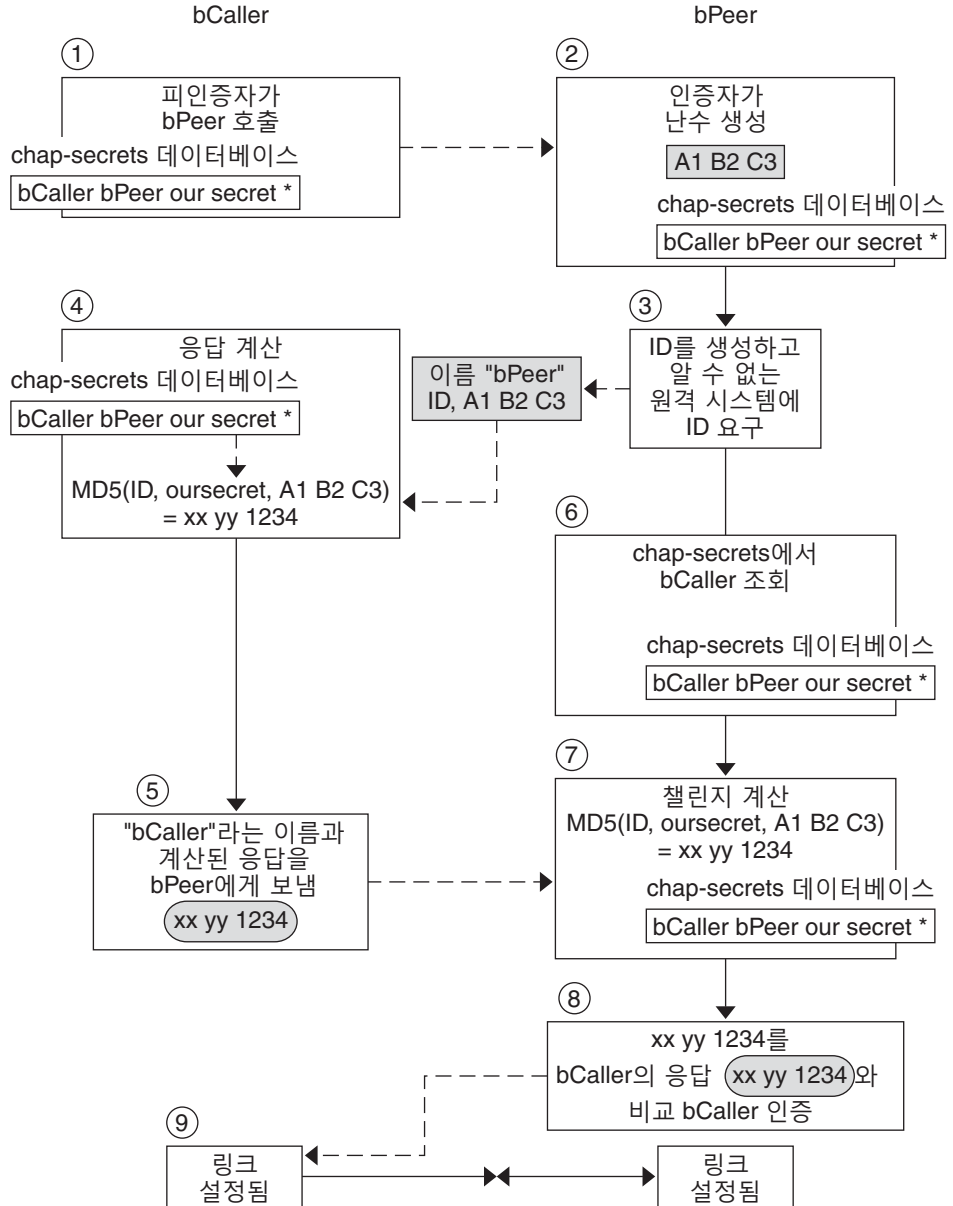 bCaller
bPeer
①
피인증자가
bPeer 호출
chap-secrets 데이터베이스
bCaller bPeer our secret *
②
인증자가
난수 생성
A1 B2 C3
chap-secrets 데이터베이스
bCaller bPeer our secret *
③
ID를 생성하고
알 수 없는
원격 시스템에
ID 요구
이름 "bPeer"
ID, A1 B2 C3
④
응답 계산
chap-secrets 데이터베이스
bCaller bPeer our secret *
MD5(ID, oursecret, A1 B2 C3)
= xx yy 1234
⑤
"bCaller"라는 이름과
계산된 응답을
bPeer에게 보냄
xx yy 1234
⑥
chap-secrets에서
bCaller 조회
chap-secrets 데이터베이스
bCaller bPeer our secret *
⑦
챌린지 계산
MD5(ID, oursecret, A1 B2 C3)
= xx yy 1234
chap-secrets 데이터베이스
bCaller bPeer our secret *
⑧
xx yy 1234를
bCaller의 응답 xx yy 1234와
비교 bCaller 인증
⑨
링크
설정됨
링크
설정됨